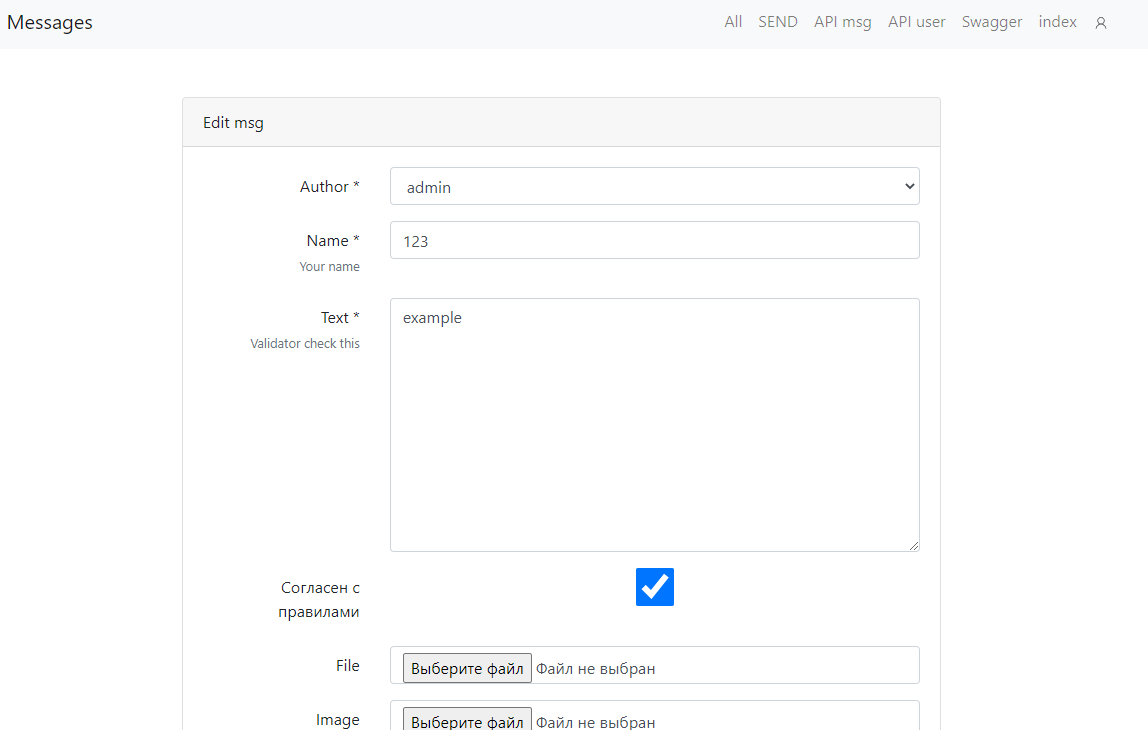 Messages
All SEND API msg API user Swagger index
Edit msg
Author *
admin
Name *
123
Your name
Text *
example
Validator check this
Согласен с
правилами
File
Выберите файл Файл не выбран
Image
Выберите файл Файл не выбран